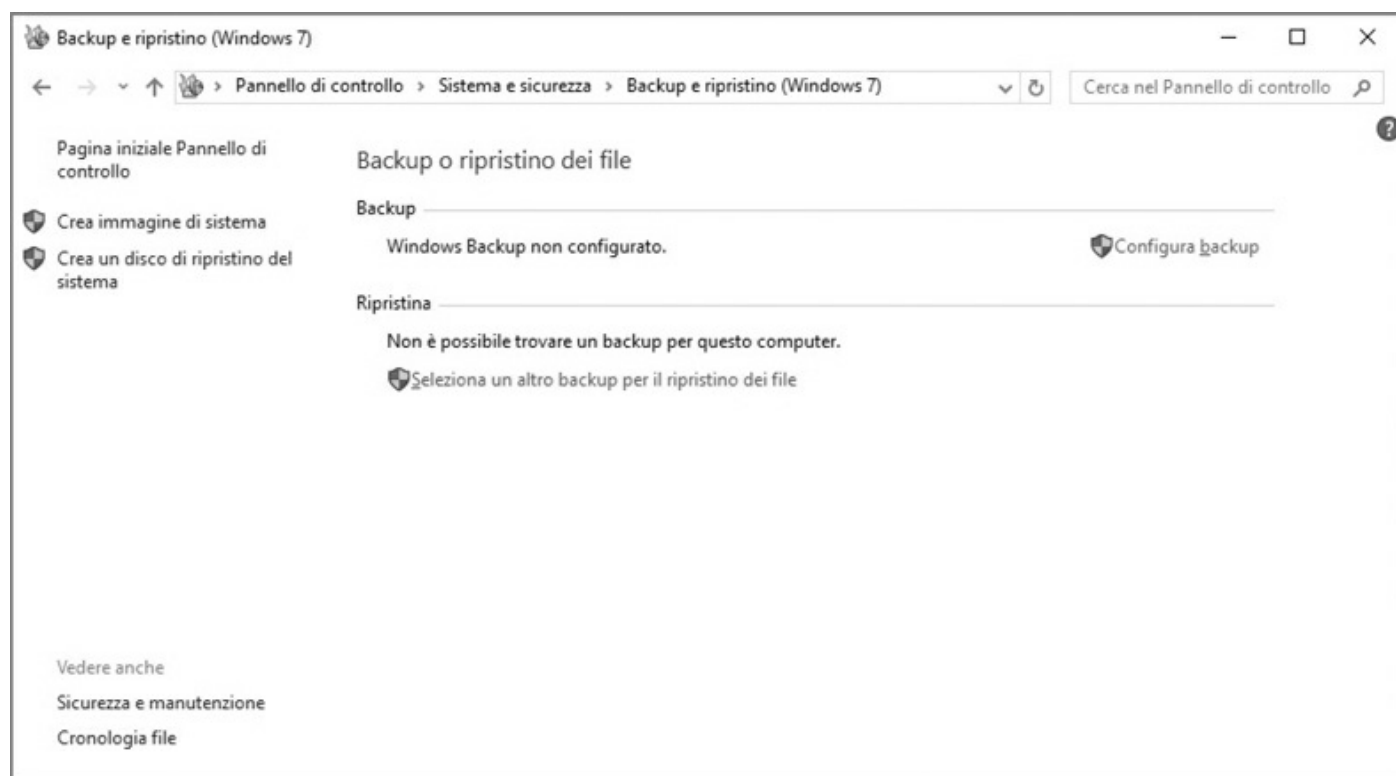 Backup e ripristino (Windows 7)
Pannello di controllo > Sistema e sicurezza > Backup e ripristino (Windows 7)
Cerca nel Pannello di controllo
Pagina iniziale Pannello di
controllo
Crea immagine di sistema
Crea un disco di ripristino del
sistema
Backup o ripristino dei file
Backup
Windows Backup non configurato.
Configura backup
Ripristina
Non è possibile trovare un backup per questo computer.
Seleziona un altro backup per il ripristino dei file
Vedere anche
Sicurezza e manutenzione
Cronologia file